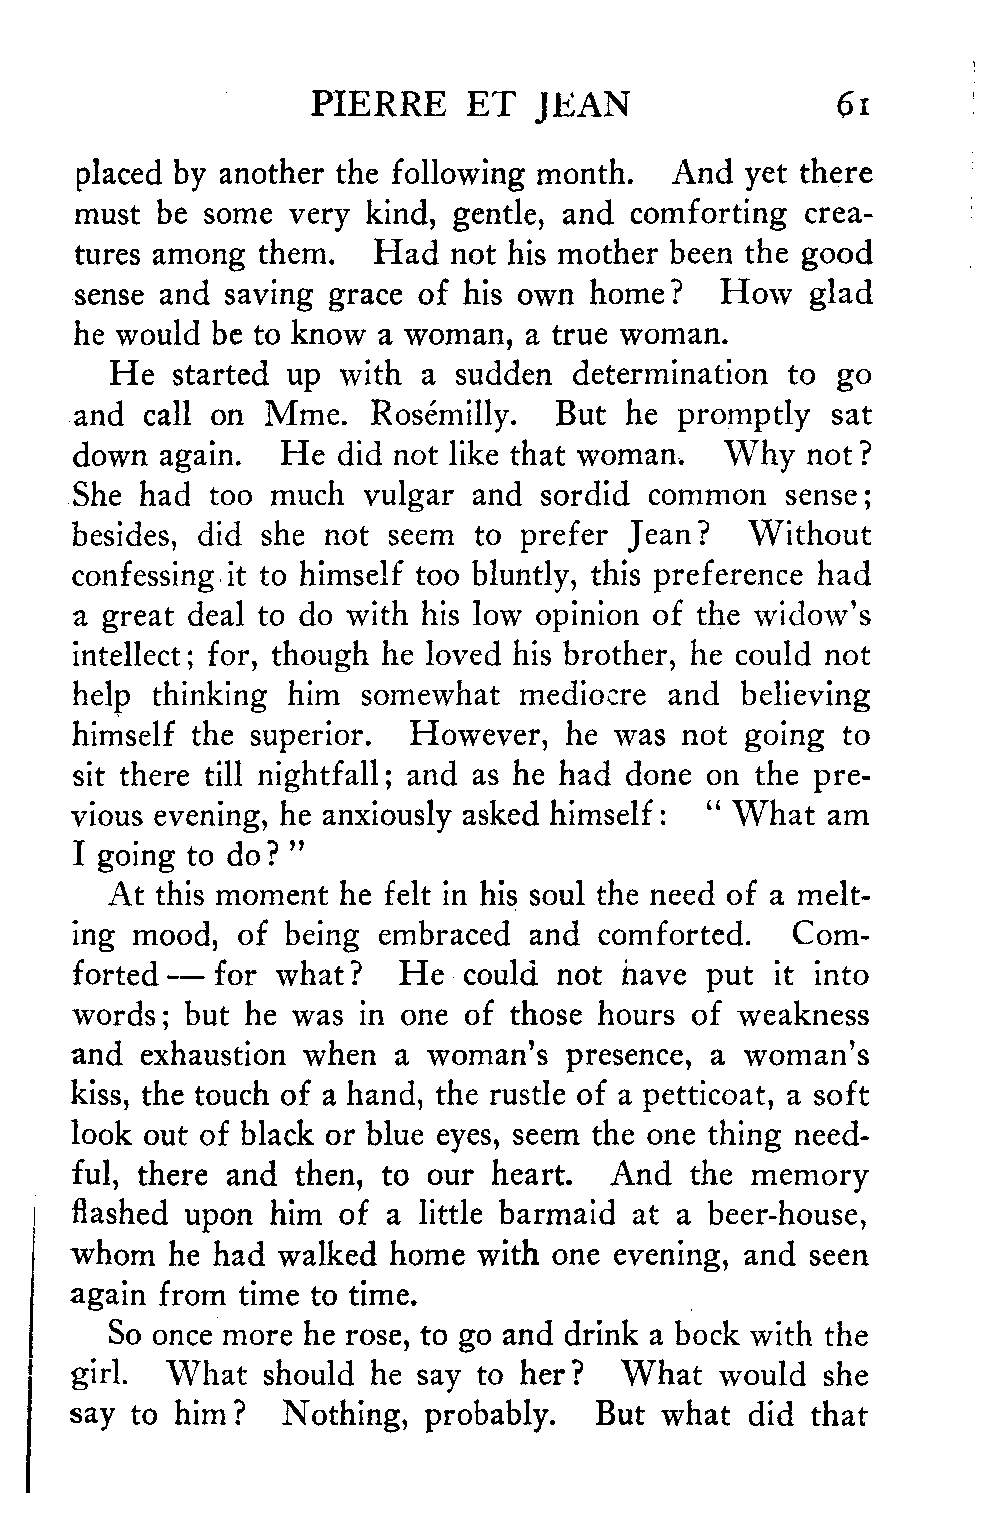 PIERRE ET JEAN 61
placed by another the following month. And yet there
must be some very kind, gentle, and comforting crea-
tures among them. Had not his mother been the good
sense and saving grace of his own home? How glad
he would be to know a woman, a true woman.
He started up with a sudden determination to go
and call on Mme. Rosémilly. But he promptly sat
down again. He did not like that woman. Why not?
She had too much vulgar and sordid common sense;
besides, did she not seem to prefer Jean? Without
confessing it to himself too bluntly, this preference had
a great deal to do with his low opinion of the widow's
intellect; for, though he loved his brother, he could not
help thinking him somewhat mediocre and believing
himself the superior. However, he was not going to
sit there till nightfall; and as he had done on the pre-
vious evening, he anxiously asked himself: " What am
I going to do? "
At this moment he felt in his soul the need of a melt-
ing mood, of being embraced and comforted. Com-
forted — for what? He could not have put it into
words; but he was in one of those hours of weakness
and exhaustion when a woman's presence, a woman's
kiss, the touch of a hand, the rustle of a petticoat, a soft
look out of black or blue eyes, seem the one thing need-
ful, there and then, to our heart. And the memory
flashed upon him of a little barmaid at a beer-house,
whom he had walked home with one evening, and seen
again from time to time.
So once more he rose, to go and drink a bock with the
girl. What should he say to her? What would she
say to him? Nothing, probably. But what did that